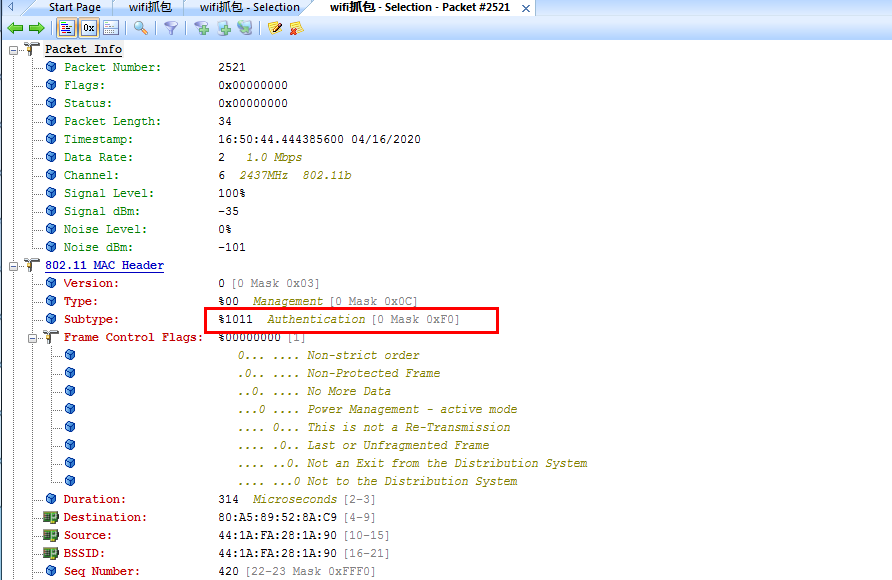 Start Page wifi抓包 wifi抓包 - Selection wifi抓包 - Selection - Packet #2521
0x
Packet Info
Packet Number: 2521
Flags: 0x00000000
Status: 0x00000000
Packet Length: 34
Timestamp: 16:50:44.444385600 04/16/2020
Data Rate: 2 1.0 Mbps
Channel: 6 2437MHz 802.11b
Signal Level: 100%
Signal dBm: -35
Noise Level: 0%
Noise dBm: -101
802.11 MAC Header
Version: 0 [0 Mask 0x03]
Type: %00 Management [0 Mask 0x0C]
Subtype: %1011 Authentication [0 Mask 0xF0]
Frame Control Flags: %00000000 [1]
0... .... Non-strict order
.0.. .... Non-Protected Frame
..0. .... No More Data
...0 .... Power Management - active mode
.... 0... This is not a Re-Transmission
.... .0.. Last or Unfragmented Frame
.... ..0. Not an Exit from the Distribution System
.... ...0 Not to the Distribution System
Duration: 314 Microseconds [2-3]
Destination: 80:A5:89:52:8A:C9 [4-9]
Source: 44:1A:FA:28:1A:90 [10-15]
BSSID: 44:1A:FA:28:1A:90 [16-21]
Seq Number: 420 [22-23 Mask 0xFFF0]